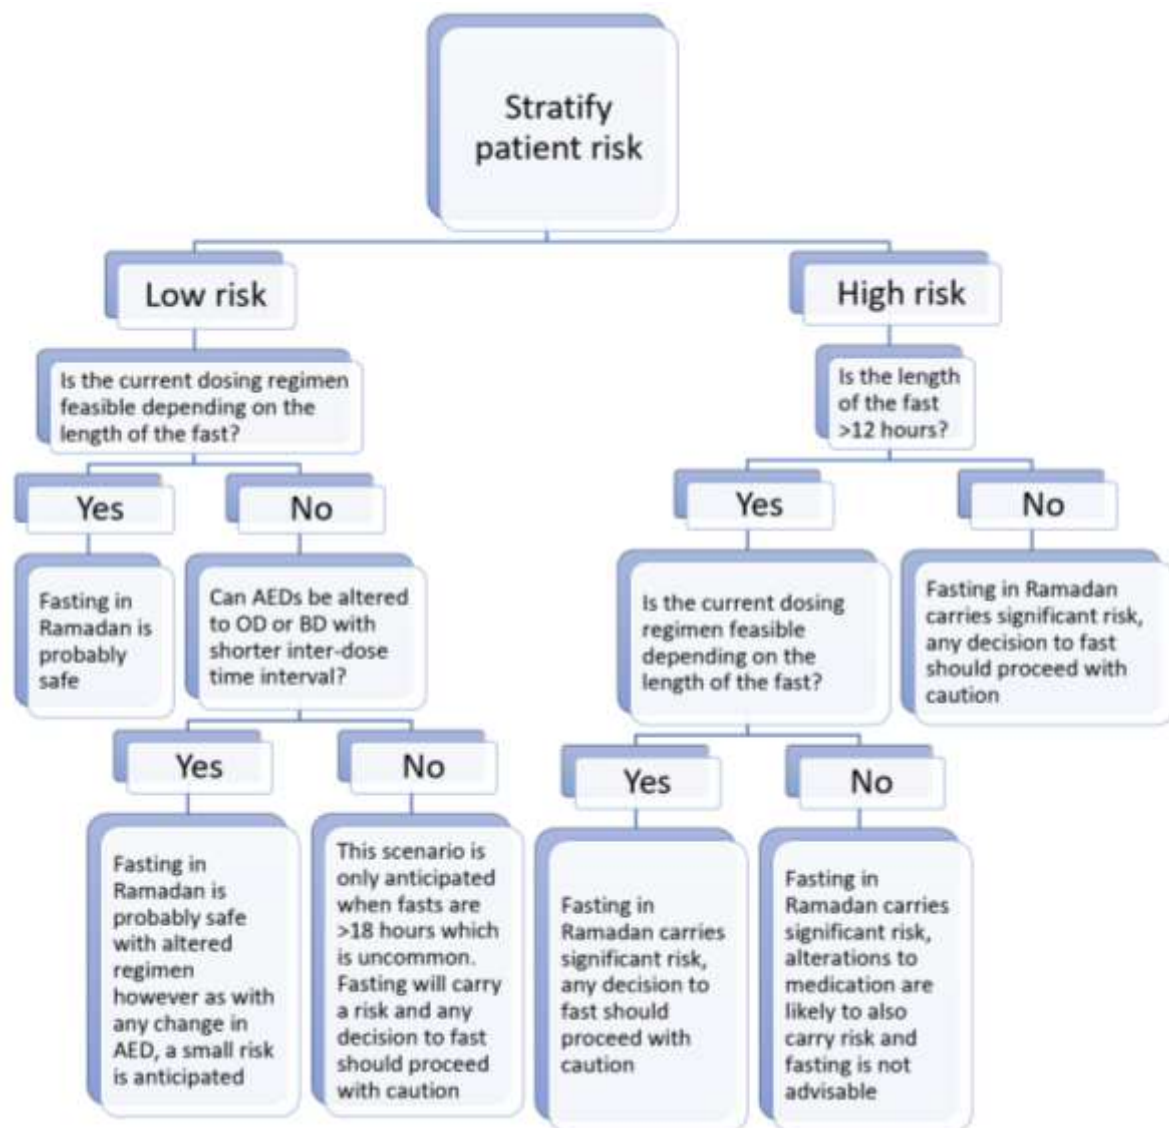 Stratify
patient risk
Low risk
High risk
Is the current dosing regimen
feasible depending on the
length of the fast?
Is the length
of the fast
>12 hours?
Yes
No
Yes
No
Fasting in
Ramadan is
probably
safe
Can AEDs be altered
to OD or BD with
shorter inter-dose
time interval?
Is the current dosing
regimen feasible
depending on the
length of the fast?
Fasting in Ramadan
carries significant risk,
any decision to fast
should proceed with
caution
Yes
No
Yes
No
Fasting in
Ramadan is
probably safe
with altered
regimen
however as with
any change in
AED, a small risk
is anticipated
This scenario is
only anticipated
when fasts are
>18 hours which
is uncommon.
Fasting will carry
a risk and any
decision to fast
should proceed
with caution
Fasting in
Ramadan carries
significant risk,
any decision to
fast should
proceed with
caution
Fasting in
Ramadan carries
significant risk,
alterations to
medication are
likely to also
carry risk and
fasting is not
advisable